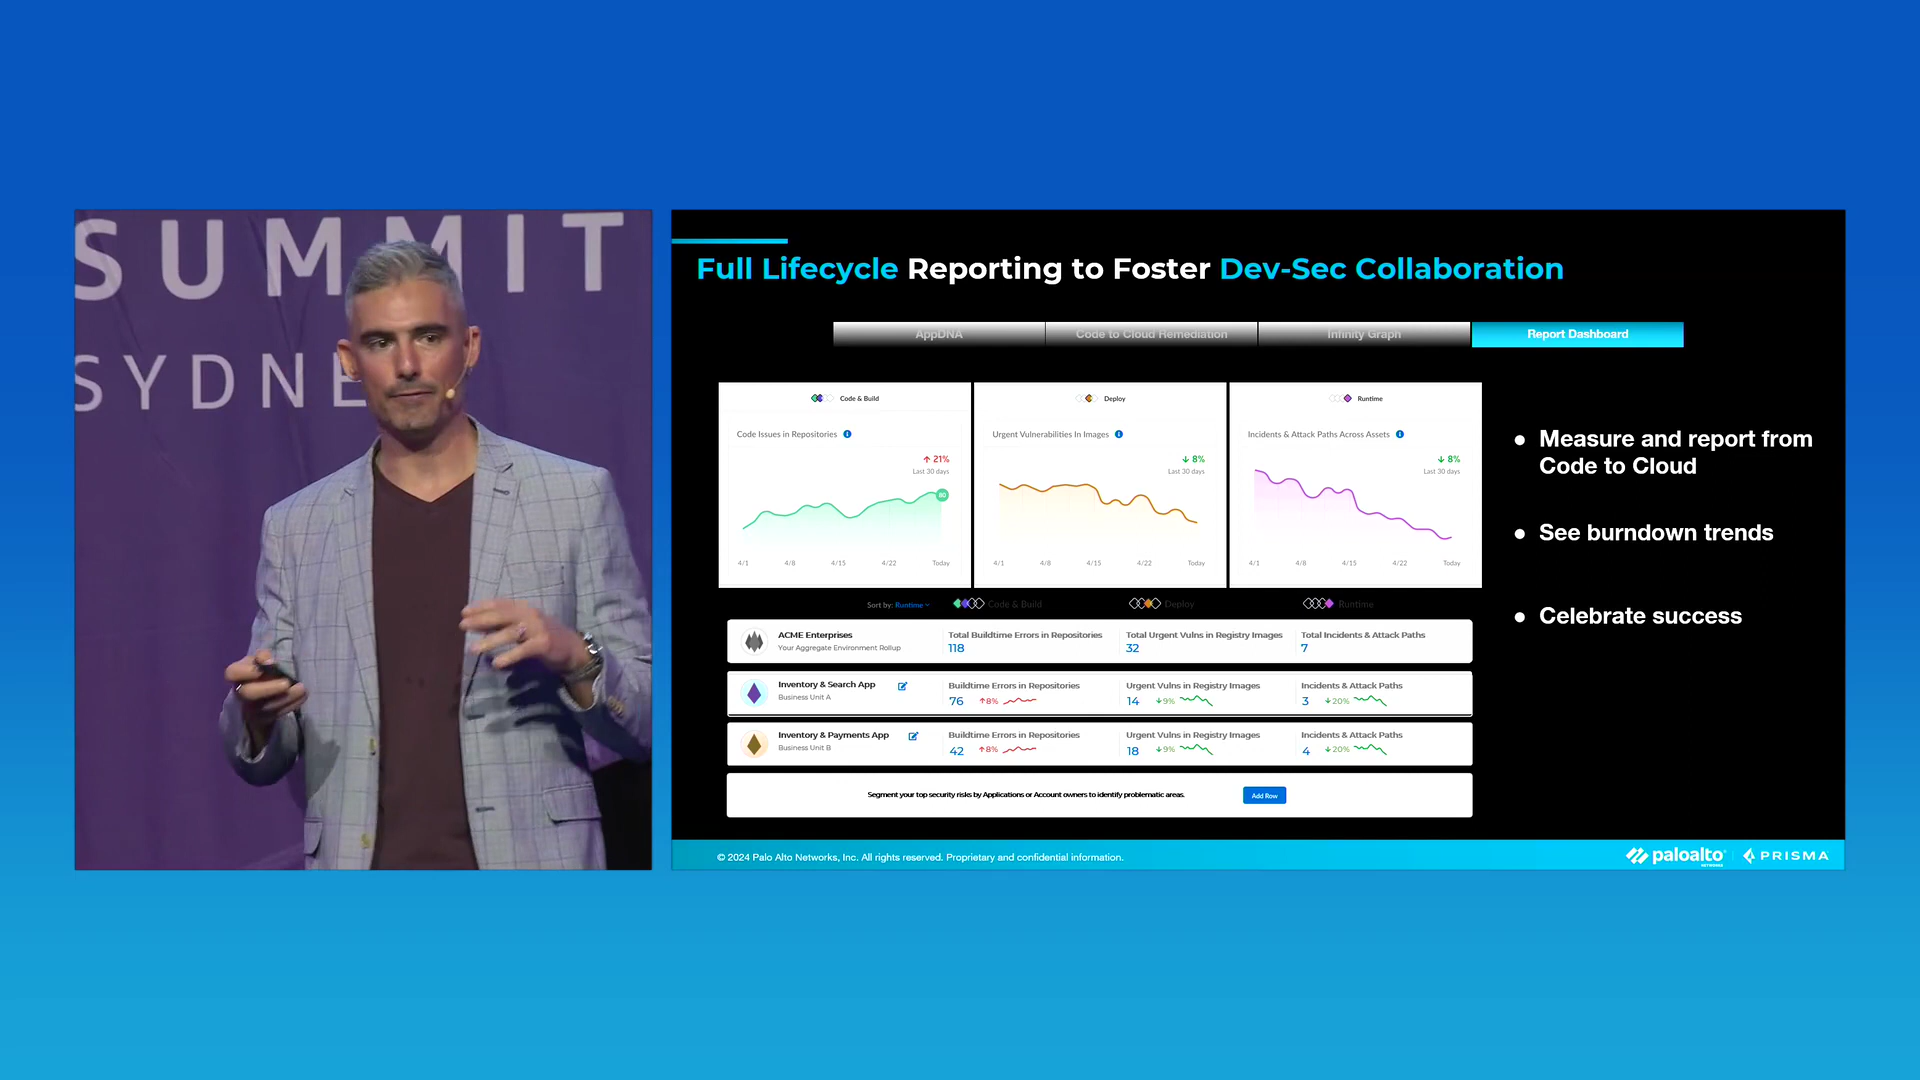 SUMMIT
SYDNE
Full Lifecycle Reporting to Foster Dev-Sec Collaboration
AppDNA
Code to Cloud Remediation
Infinity Graph
Report Dashboard
Code & Build
Code Issues in Repositories
↑ 21%
Last 30 days
80
4/1 4/8 4/15 4/22 Today
Deploy
Urgent Vulnerabilities In Images
↓ 8%
Last 30 days
4/1 4/8 4/15 4/22 Today
Runtime
Incidents & Attack Paths Across Assets
↓ 8%
Last 30 days
4/1 4/8 4/15 4/22 Today
• Measure and report from
Code to Cloud
• See burndown trends
• Celebrate success
Sort by: Runtime
Code & Build
Deploy
Runtime
ACME Enterprises
Your Aggregate Environment Rollup
Total Buildtime Errors in Repositories
118
Total Urgent Vulns in Registry Images
32
Total Incidents & Attack Paths
7
Inventory & Search App
Business Unit A
Buildtime Errors in Repositories
76 ↑8%
Urgent Vulns in Registry Images
14 ↓9%
Incidents & Attack Paths
3 ↓20%
Inventory & Payments App
Business Unit B
Buildtime Errors in Repositories
42 ↑8%
Urgent Vulns in Registry Images
18 ↓9%
Incidents & Attack Paths
4 ↓20%
Segment your top security risks by Applications or Account owners to identify problematic areas.
Add Row
© 2024 Palo Alto Networks, Inc. All rights reserved. Proprietary and confidential information.
paloalto
NETWORKS
PRISMA